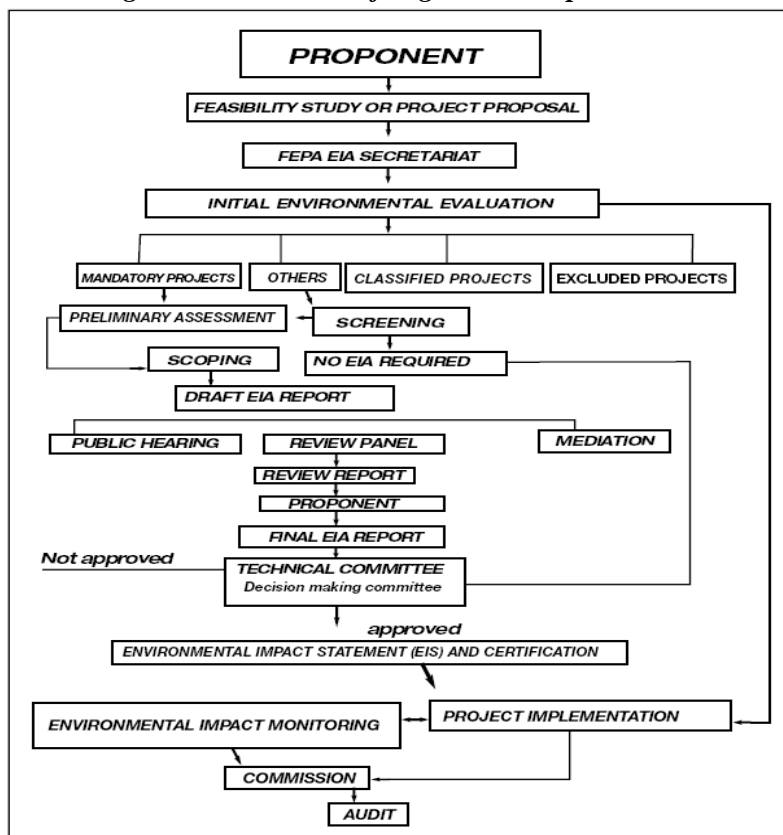 PROPONENT
FEASIBILITY STUDY OR PROJECT PROPOSAL
FEPA EIA SECRETARIAT
INITIAL ENVIRONMENTAL EVALUATION
MANDATORY PROJECTS
OTHERS
CLASSIFIED PROJECTS
EXCLUDED PROJECTS
PRELIMINARY ASSESSMENT
SCREENING
SCOPING
NO EIA REQUIRED
DRAFT EIA REPORT
PUBLIC HEARING
REVIEW PANEL
MEDIATION
REVIEW REPORT
PROPONENT
FINAL EIA REPORT
Not approved
TECHNICAL COMMITTEE
Decision making committee
approved
ENVIRONMENTAL IMPACT STATEMENT (EIS) AND CERTIFICATION
ENVIRONMENTAL IMPACT MONITORING
PROJECT IMPLEMENTATION
COMMISSION
AUDIT